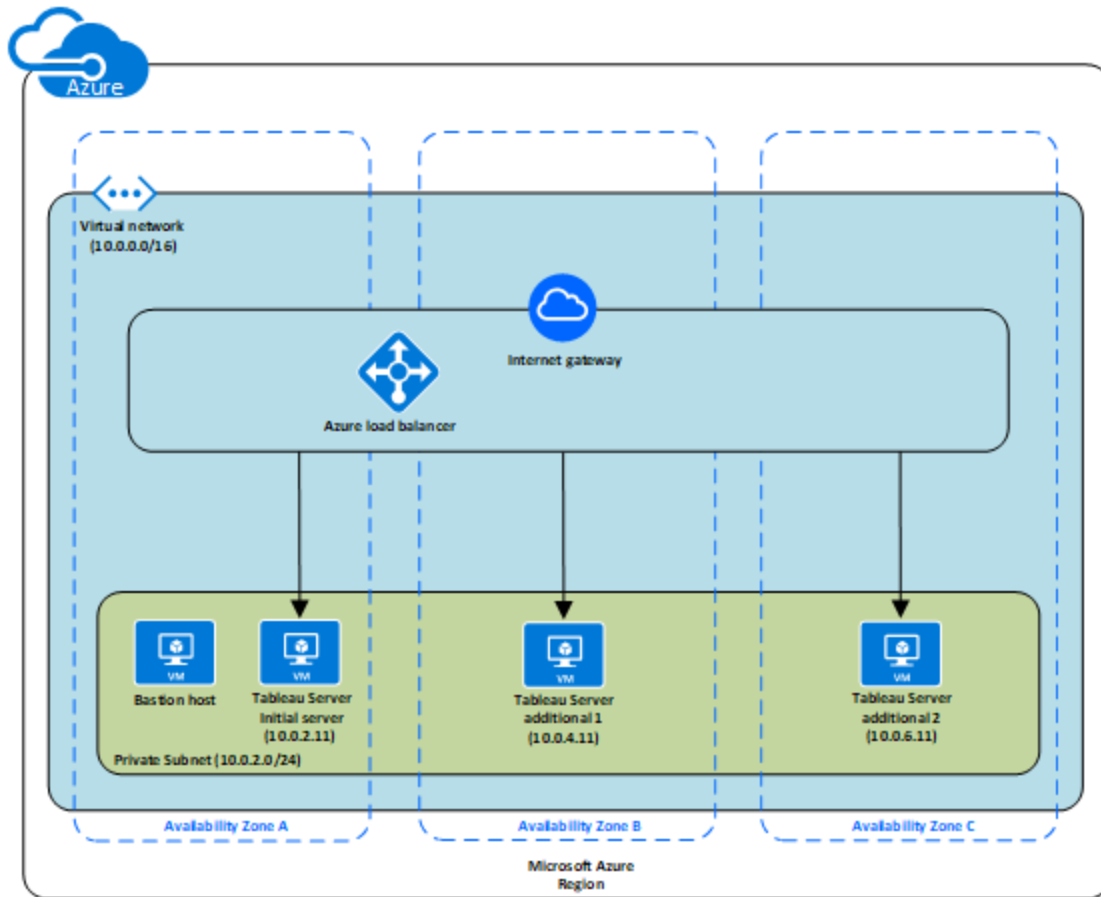 Azure
Virtual network
(10.0.0.0/16)
Internet gateway
Azure load balancer
VM
Bastion host
VM
Tableau Server
Initial server
(10.0.2.11)
VM
Tableau Server
additional 1
(10.0.4.11)
VM
Tableau Server
additional 2
(10.0.6.11)
Private Subnet (10.0.2.0/24)
Availability Zone A
Availability Zone B
Availability Zone C
Microsoft Azure
Region